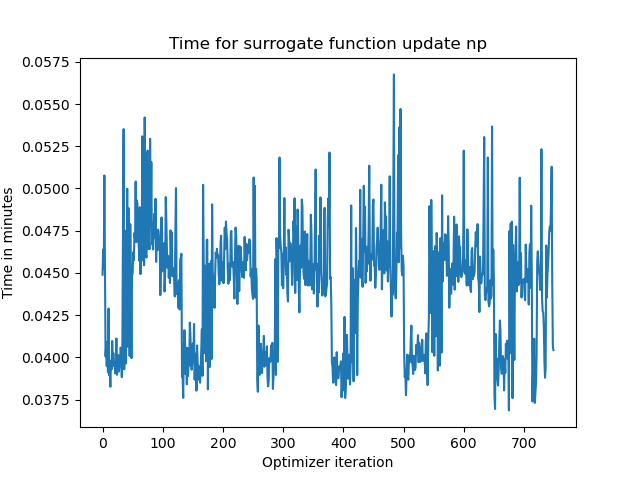 Time for surrogate function update np
0.0575
0.0550
0.0525
0.0500
0.0475
0.0450
0.0425
0.0400
0.0375
Time in minutes
0 100 200 300 400 500 600 700
Optimizer iteration